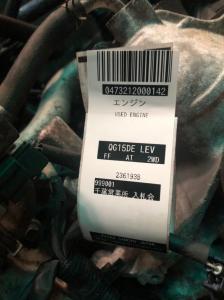 0473212000142
エンジン
USED ENGINE
QG15DE LEV
FF AT 2WD
2361938
999001
千葉営業所 入札会